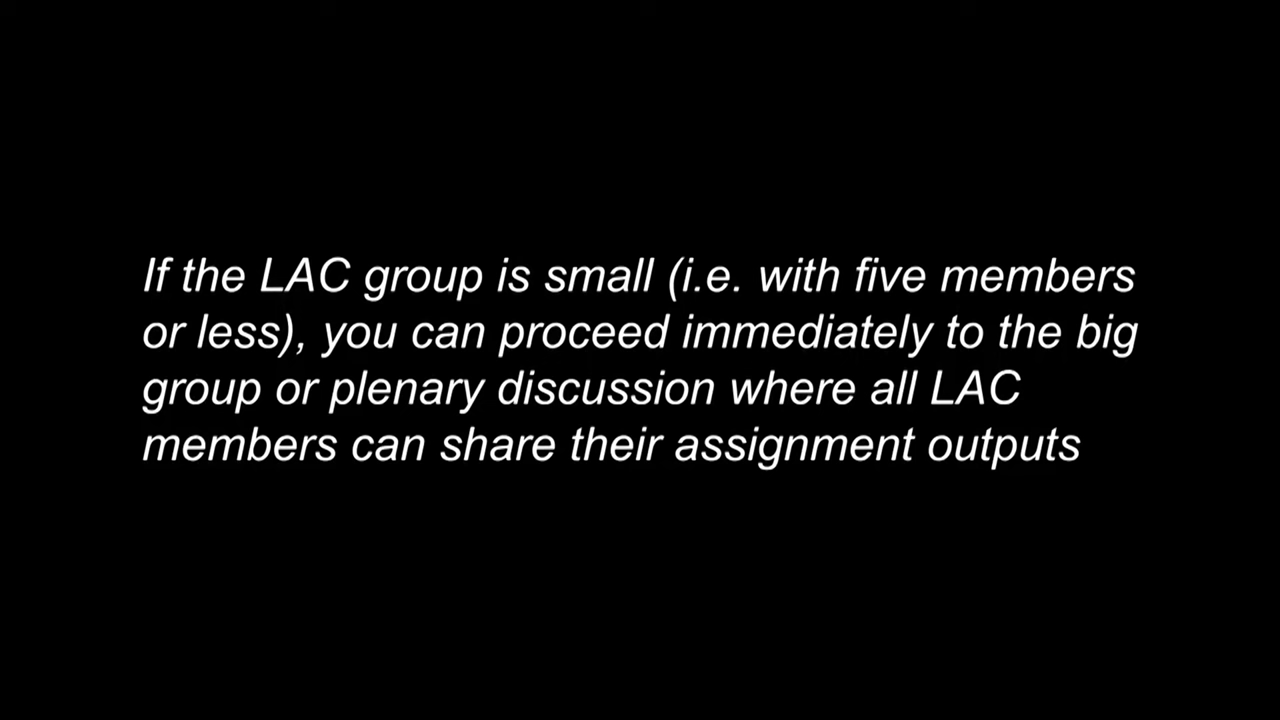 If the LAC group is small (i.e. with five members
or less), you can proceed immediately to the big
group or plenary discussion where all LAC
members can share their assignment outputs